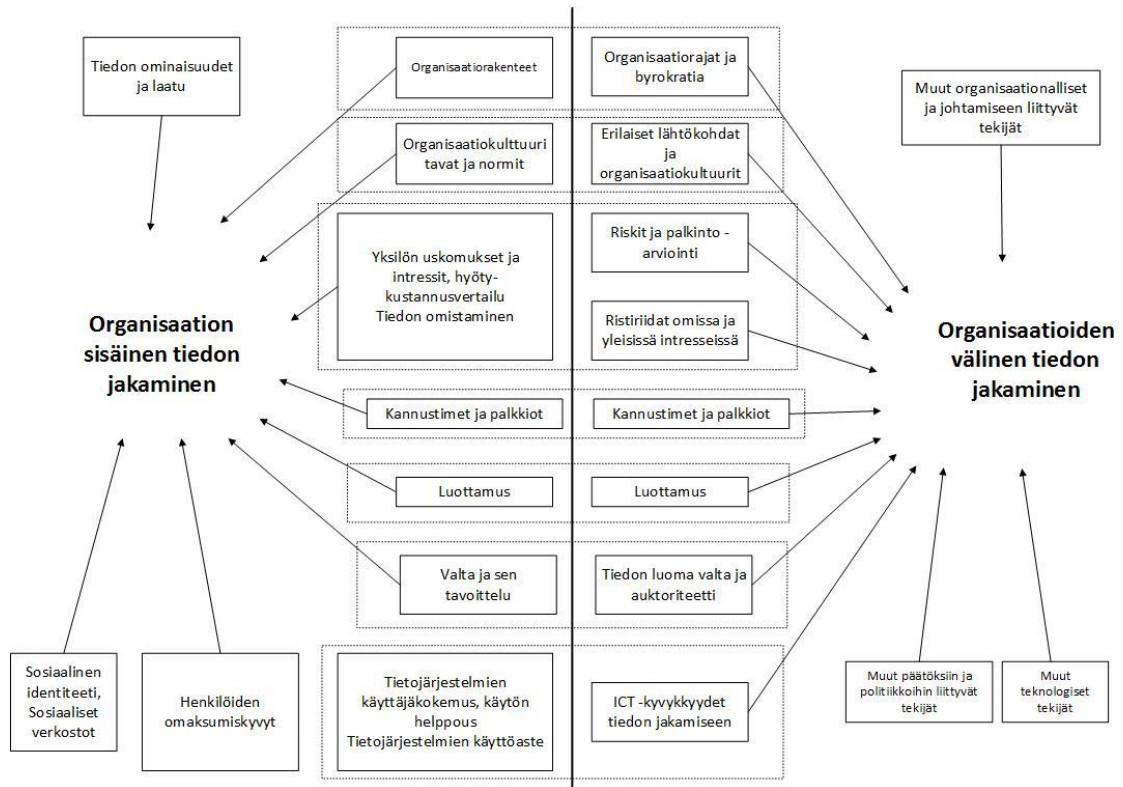 Tiedon ominaisuudet
ja laatu
Organisaatiorakenteet
Organisaatiorajat ja
byrokratia
Muut organisationalliset
ja johtamiseen liittyvät
tekijät
Organisaatiokulttuuri
tavat ja normit
Erilaiset lähtökohdat
ja
organisaatiokultuurit
Yksilön uskomukset ja
intressit, hyöty-
kustannusvertailu
Tiedon omistaminen
Riskit ja palkinto -
arviointi
Ristiriidat omissa ja
yleisissä intresseissä
Organisaation
sisäinen tiedon
jakaminen
Organisaatioiden
välinen tiedon
jakaminen
Kannustimet ja palkkiot
Kannustimet ja palkkiot
Luottamus
Luottamus
Valta ja sen
tavoittelu
Tiedon luoma valta ja
auktoriteetti
Sosiaalinen
identiteeti,
Sosiaaliset
verkostot
Henkilöiden
omaksumiskyvyt
Tietojärjestelmien
käyttäjäkokemus, käytön
helppous
Tietojärjestelmien käyttöaste
ICT -kyvykkyydet
tiedon jakamiseen
Muut päätöksiin ja
politiikkoihin liittyvät
tekijät
Muut
teknologiset
tekijät